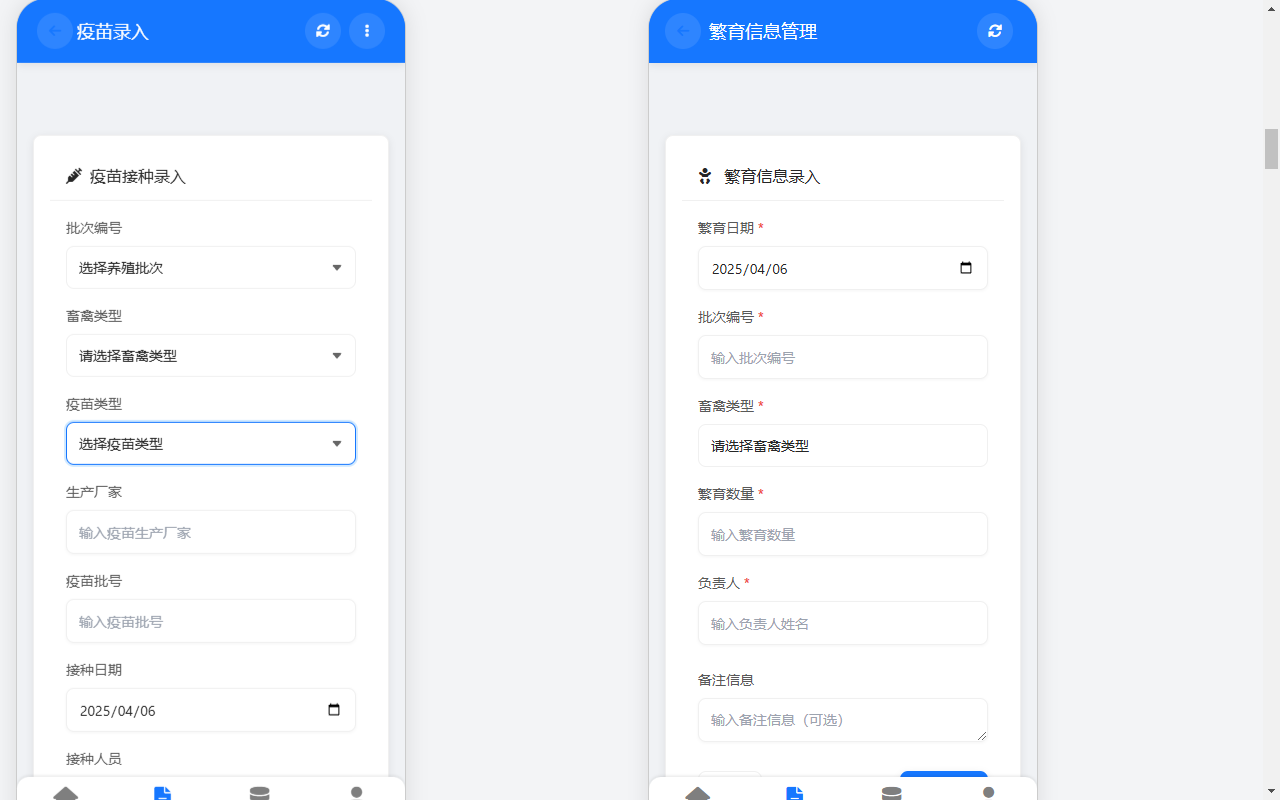 疫苗录入
疫苗接种录入
批次编号
选择养殖批次
畜禽类型
请选择畜禽类型
疫苗类型
选择疫苗类型
生产厂家
输入疫苗生产厂家
疫苗批号
输入疫苗批号
接种日期
2025/04/06
接种人员
繁育信息管理
繁育信息录入
繁育日期 *
2025/04/06
批次编号 *
输入批次编号
畜禽类型 *
请选择畜禽类型
繁育数量 *
输入繁育数量
负责人 *
输入负责人姓名
备注信息
输入备注信息（可选）